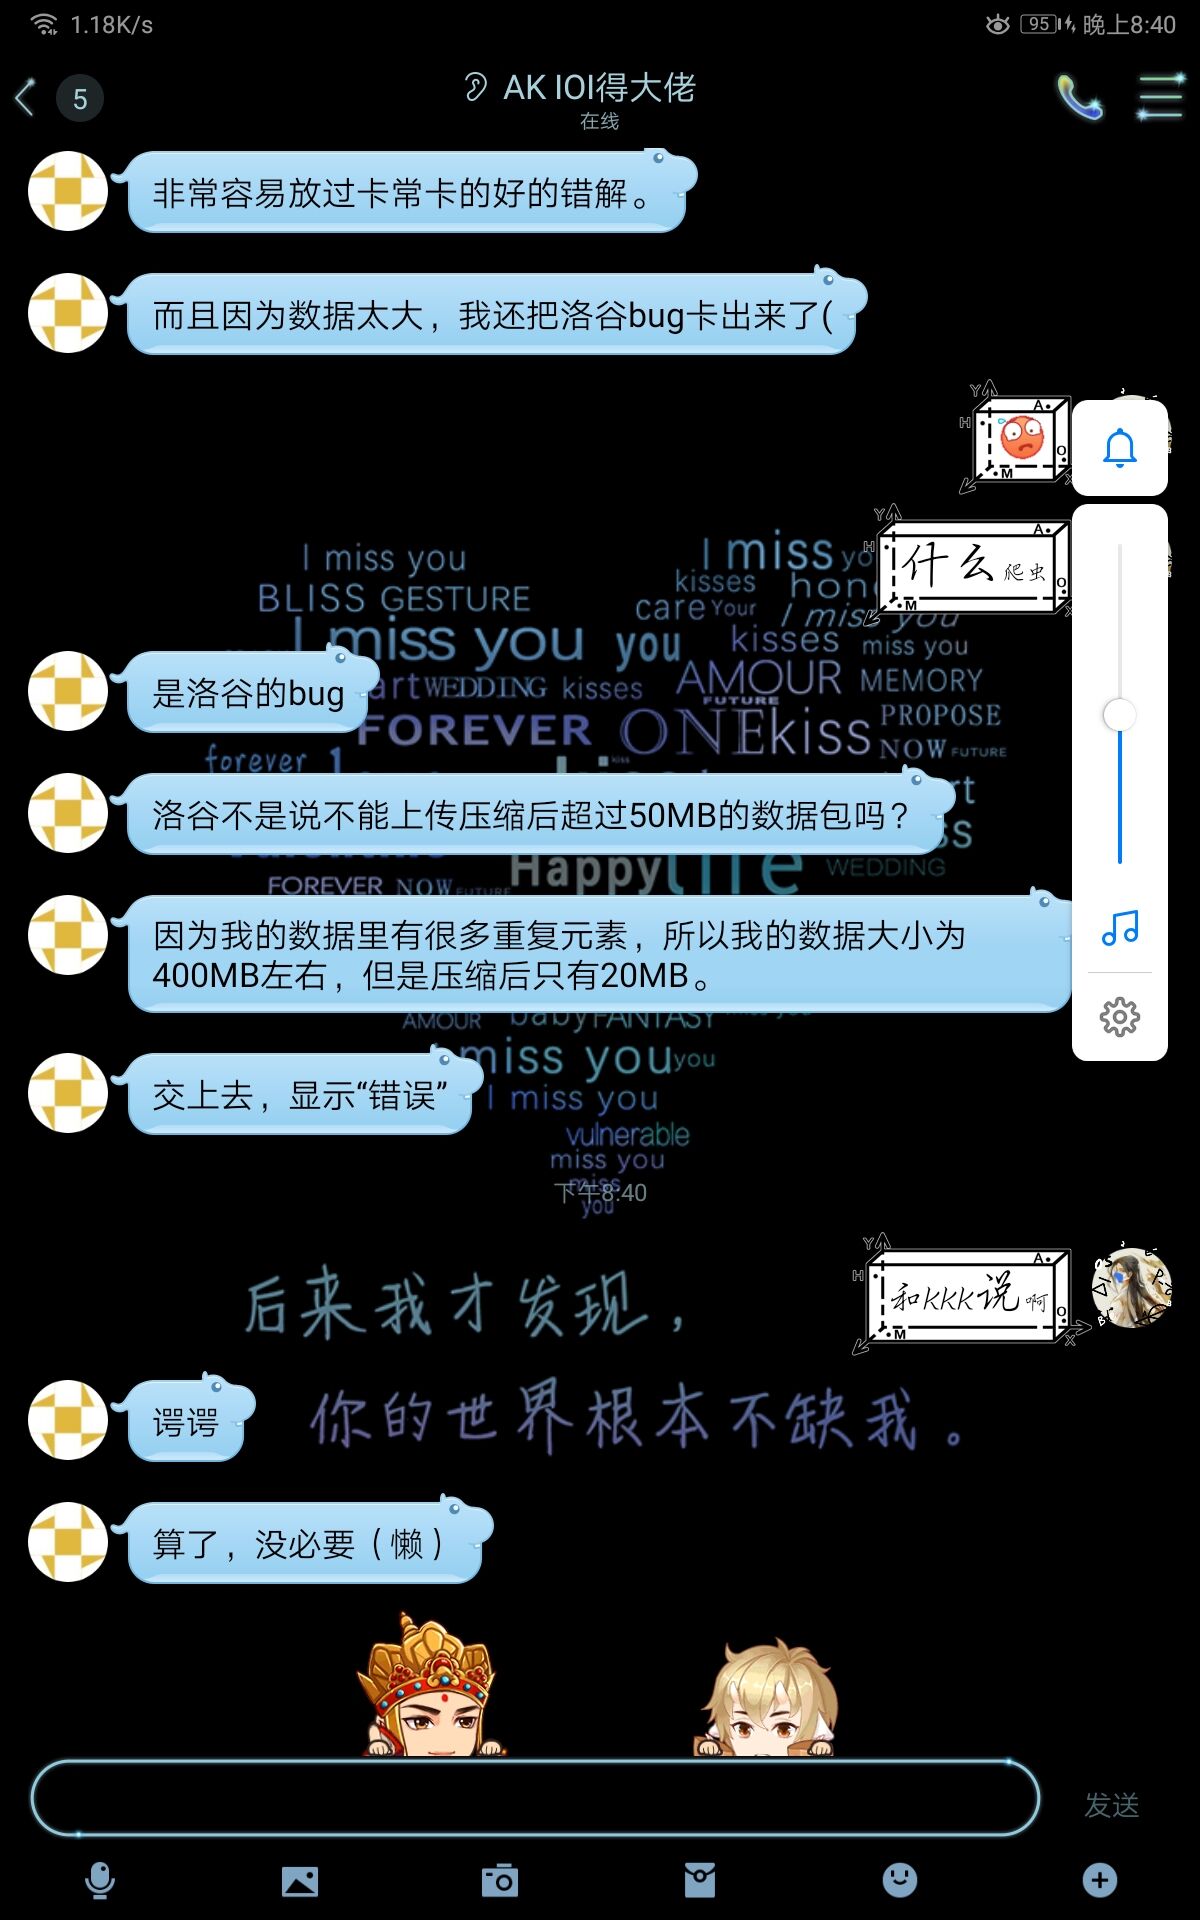 1.18K/s
95
晚上8:40
5
AK IOI得大佬
在线
非常容易放过卡常卡的好的错解。
而且因为数据太大，我还把洛谷bug卡出来了(
Y
A
H
O
M
X
Y
A
H
什么 爬虫
O
M
X
I miss you
I miss yo
BLISS GESTURE
kisses
hon
care Your
I miss you
I miss you
you
kisses
miss you
是洛谷的bug
art WEDDING kisses
AMOUR
MEMORY
FUTURE
FOREVER
ONE kiss
PROPOSE
NOW FUTURE
forever
kiss
洛谷不是说不能上传压缩后超过50MB的数据包吗？
Happy
life
WEDDING
FOREVER NOW FUTURE
因为我的数据里有很多重复元素，所以我的数据大小为
400MB左右，但是压缩后只有20MB。
AMOUR baby FANTASY
miss you you
交上去，显示“错误”
I miss you
vulnerable
miss you
miss
下午8:40
you
Y
A
H
和KKK说 啊
O
M
X
后来我才发现，
你的世界根本不缺我。
谔谔
算了，没必要（懒）
发送